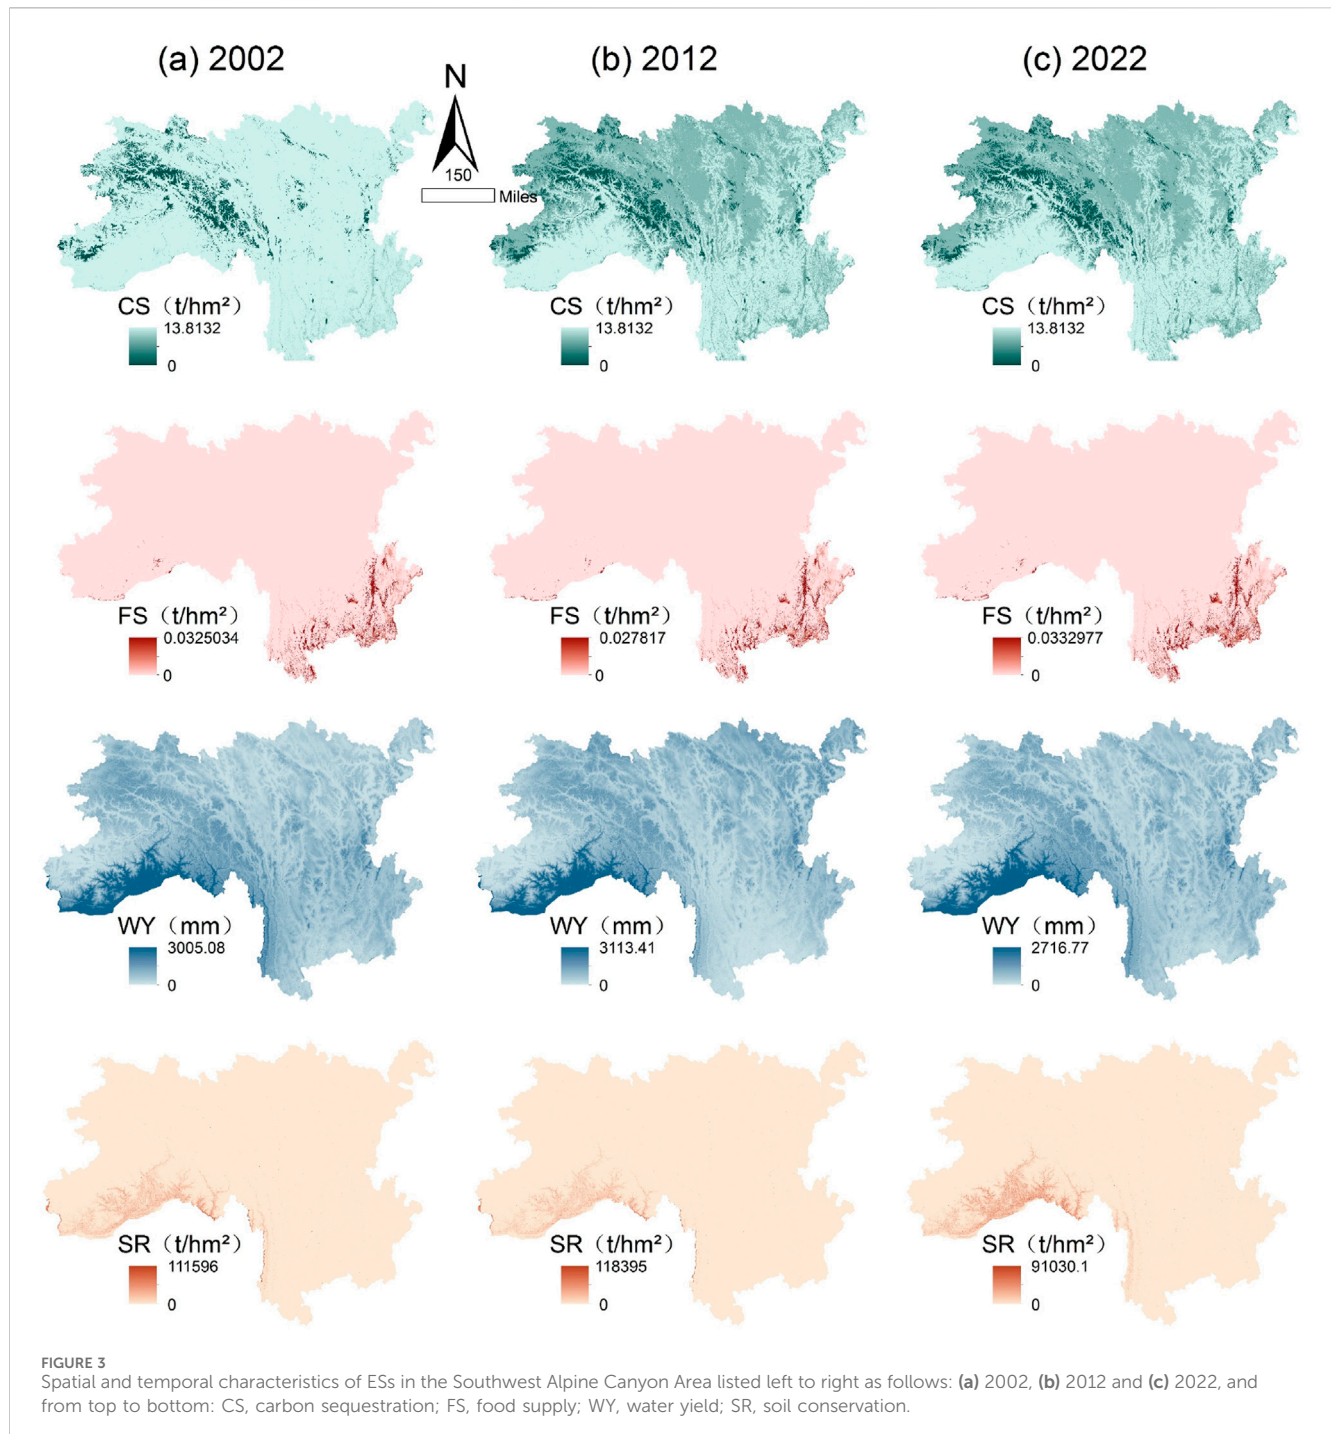 (a) 2002
(b) 2012
(c) 2022
N
150
Miles
CS（t/hm²）
13.8132
0
CS（t/hm²）
13.8132
0
CS（t/hm²）
13.8132
0
FS（t/hm²）
0.0325034
0
FS（t/hm²）
0.027817
0
FS（t/hm²）
0.0332977
0
WY（mm）
3005.08
0
WY（mm）
3113.41
0
WY（mm）
2716.77
0
SR（t/hm²）
111596
0
SR（t/hm²）
118395
0
SR（t/hm²）
91030.1
0
FIGURE 3
Spatial and temporal characteristics of ESs in the Southwest Alpine Canyon Area listed left to right as follows: (a) 2002, (b) 2012 and (c) 2022, and
from top to bottom: CS, carbon sequestration; FS, food supply; WY, water yield; SR, soil conservation.